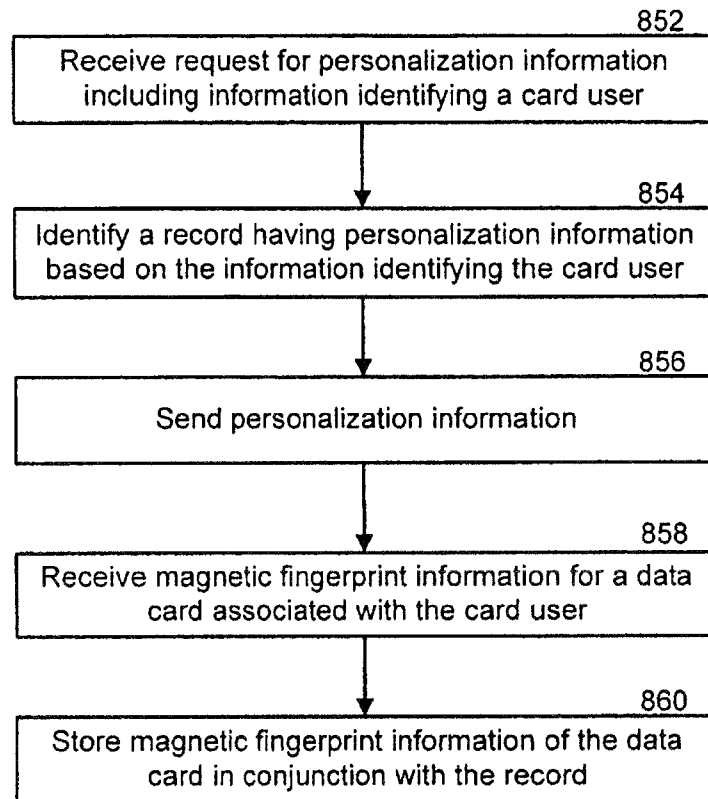 852
Receive request for personalization information
including information identifying a card user
854
Identify a record having personalization information
based on the information identifying the card user
856
Send personalization information
858
Receive magnetic fingerprint information for a data
card associated with the card user
860
Store magnetic fingerprint information of the data
card in conjunction with the record